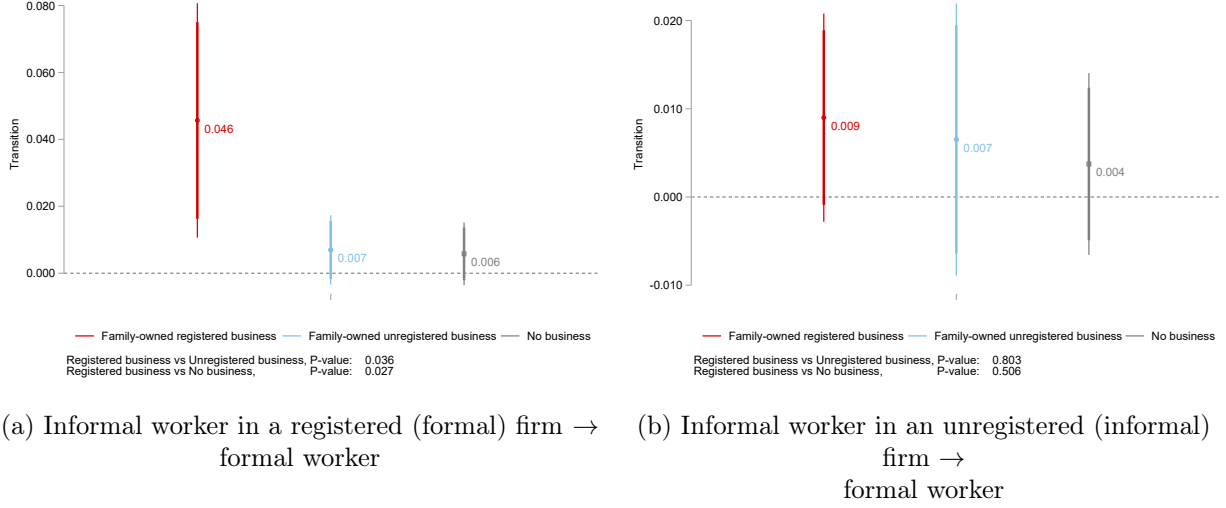 0.080
0.060
0.040
0.020
0.000
Transition
0.046
0.007
0.006
Family-owned registered business Family-owned unregistered business No business
Registered business vs Unregistered business, P-value: 0.036
Registered business vs No business, P-value: 0.027
(a) Informal worker in a registered (formal) firm →
formal worker
0.020
0.010
0.000
-0.010
Transition
0.009
0.007
0.004
Family-owned registered business Family-owned unregistered business No business
Registered business vs Unregistered business, P-value: 0.803
Registered business vs No business, P-value: 0.506
(b) Informal worker in an unregistered (informal)
firm →
formal worker